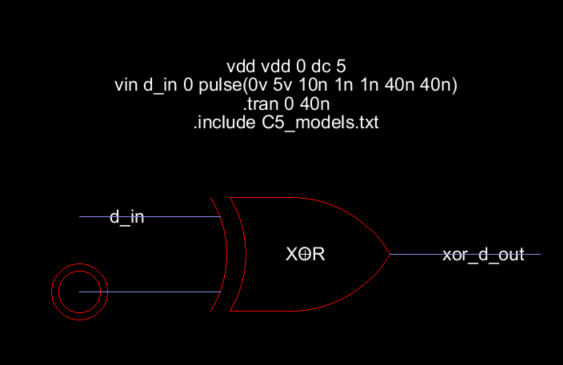 vdd vdd 0 dc 5
vin d_in 0 pulse(0v 5v 10n 1n 1n 40n 40n)
.tran 0 40n
.include C5_models.txt
d_in
XOR
xor_d_out